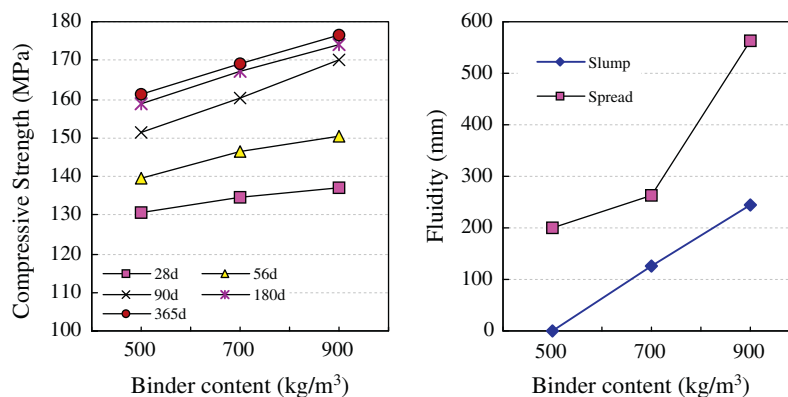 Compressive Strength (MPa)
180
170
160
150
140
130
120
110
100
28d
56d
90d
180d
365d
500
700
900
Binder content (kg/m³)
Fluidity (mm)
600
500
400
300
200
100
0
Slump
Spread
500
700
900
Binder content (kg/m³)